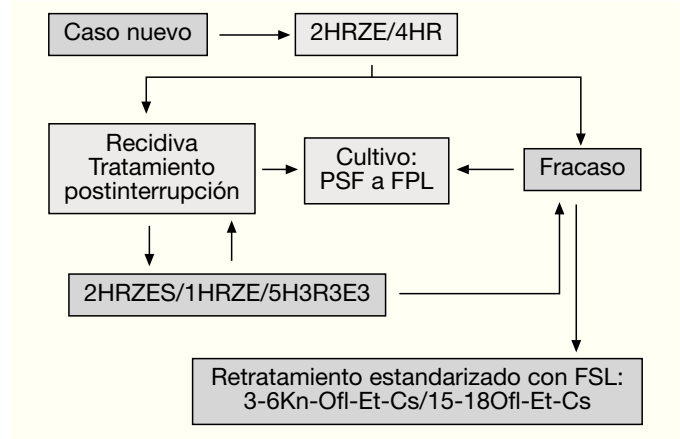 Caso nuevo
2HRZE/4HR
Recidiva
Tratamiento
postinterrupción
Cultivo:
PSF a FPL
Fracaso
2HRZES/1HRZE/5H3R3E3
Retratamiento estandarizado con FSL:
3-6Kn-Ofl-Et-Cs/15-18Ofl-Et-Cs